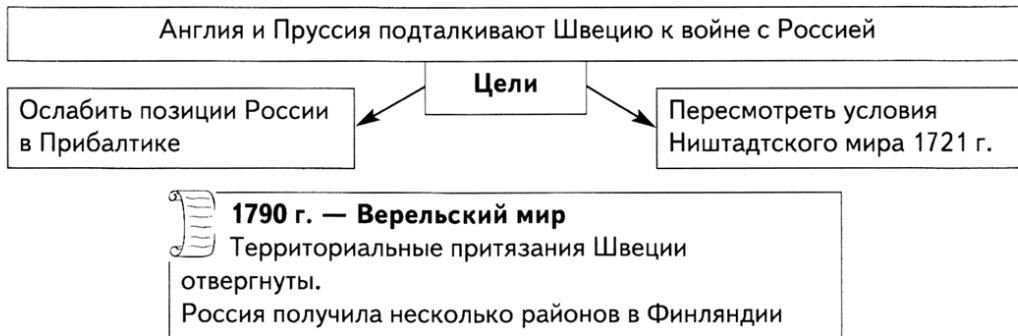 Англия и Пруссия подталкивают Швецию к войне с Россией
Цели
Ослабить позиции России
в Прибалтике
Пересмотреть условия
Ништадтского мира 1721 г.
1790 г. — Верельский мир
Территориальные притязания Швеции
отвергнуты.
Россия получила несколько районов в Финляндии